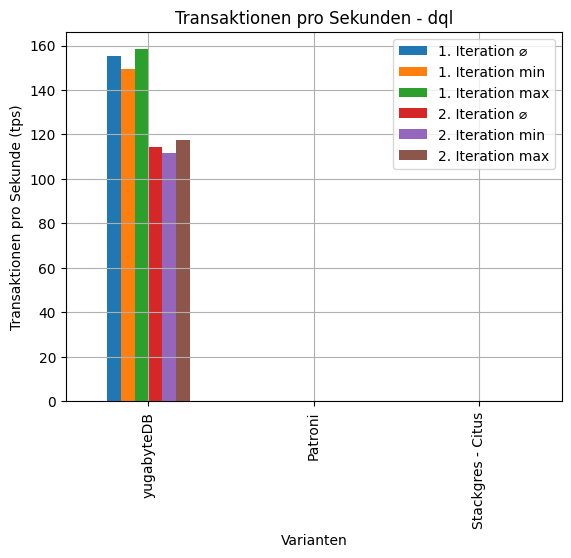 Transaktionen pro Sekunden - dql
160
140
120
100
80
60
40
20
0
Transaktionen pro Sekunde (tps)
1. Iteration ⌀
1. Iteration min
1. Iteration max
2. Iteration ⌀
2. Iteration min
2. Iteration max
yugabyteDB
Patroni
Stackgres - Citus
Varianten